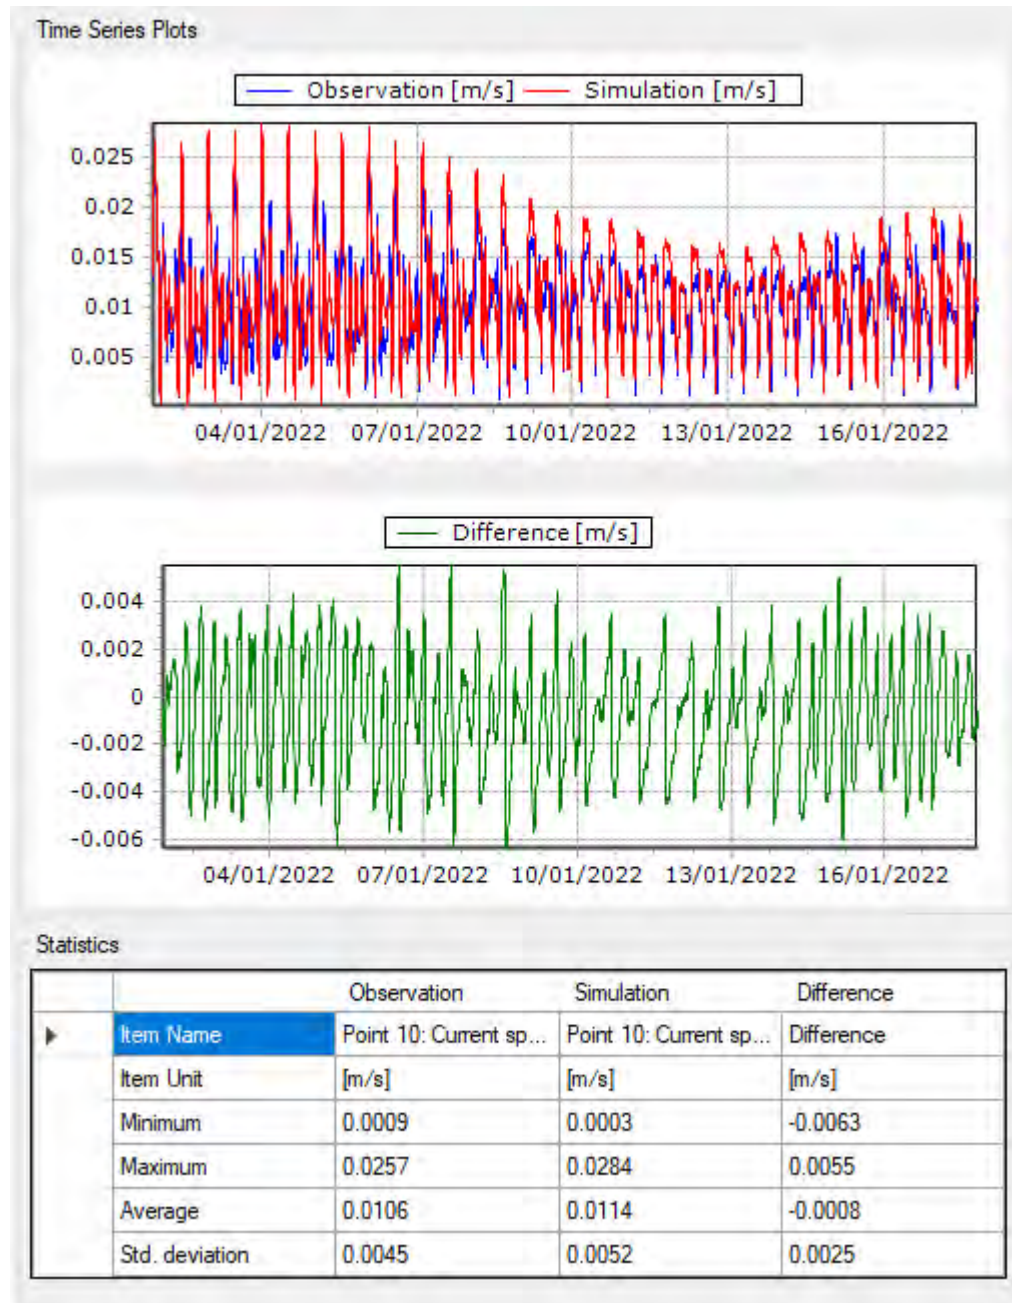 Time Series Plots
Observation [m/s] Simulation [m/s]
0.025
0.02
0.015
0.01
0.005
04/01/2022 07/01/2022 10/01/2022 13/01/2022 16/01/2022
Difference [m/s]
0.004
0.002
0
-0.002
-0.004
-0.006
04/01/2022 07/01/2022 10/01/2022 13/01/2022 16/01/2022
Statistics
Observation Simulation Difference
Item Name Point 10: Current sp... Point 10: Current sp... Difference
Item Unit [m/s] [m/s] [m/s]
Minimum 0.0009 0.0003 -0.0063
Maximum 0.0257 0.0284 0.0055
Average 0.0106 0.0114 -0.0008
Std. deviation 0.0045 0.0052 0.0025